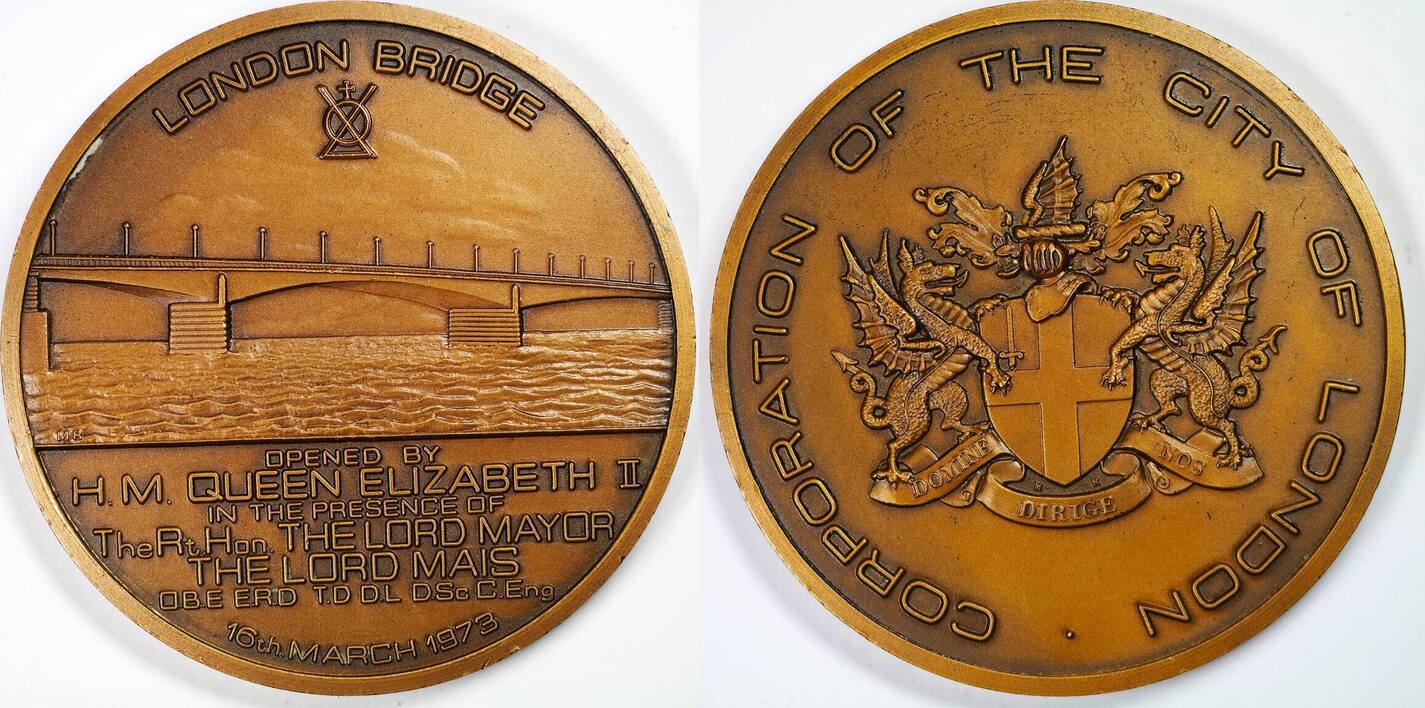 LONDON BRIDGE
OPENED BY
H. M. QUEEN ELIZABETH II
IN THE PRESENCE OF
The Rt. Hon. THE LORD MAYOR
THE LORD MAIS
O.B.E E.R.D T.D D.L D.Sc C.Eng
16th. MARCH 1973
CORPORATION OF THE CITY OF LONDON
DOMINE DIRIGE NOS